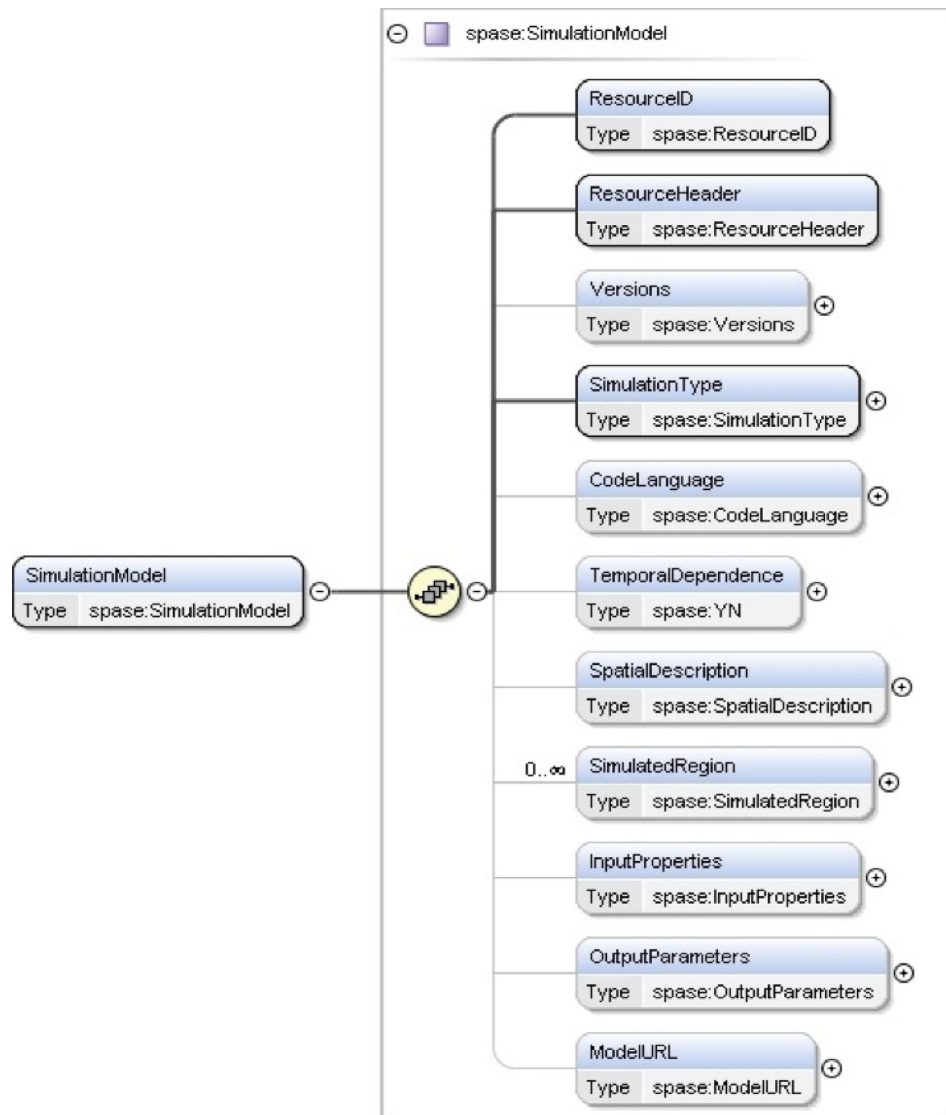 spase:SimulationModel
ResourceID
Type spase:ResourceID
ResourceHeader
Type spase:ResourceHeader
Versions
Type spase:Versions
SimulationType
Type spase:SimulationType
CodeLanguage
Type spase:CodeLanguage
SimulationModel
Type spase:SimulationModel
TemporalDependence
Type spase:YN
SpatialDescription
Type spase:SpatialDescription
0..∞
SimulatedRegion
Type spase:SimulatedRegion
InputProperties
Type spase:InputProperties
OutputParameters
Type spase:OutputParameters
ModelURL
Type spase:ModelURL